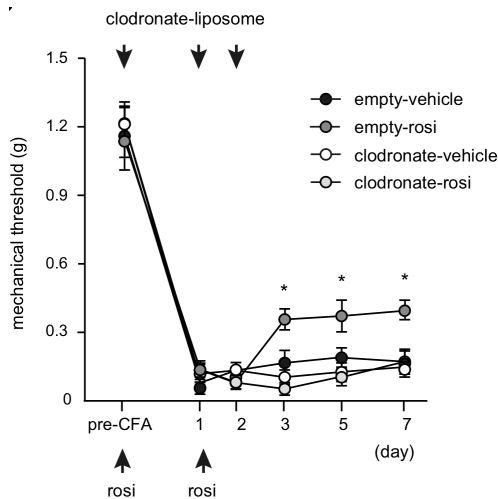 clodronate-liposome
1.5
1.2
0.9
0.6
0.3
0
mechanical threshold (g)
empty-vehicle
empty-rosi
clodronate-vehicle
clodronate-rosi
* * *
pre-CFA 1 2 3 5 7
(day)
rosi rosi